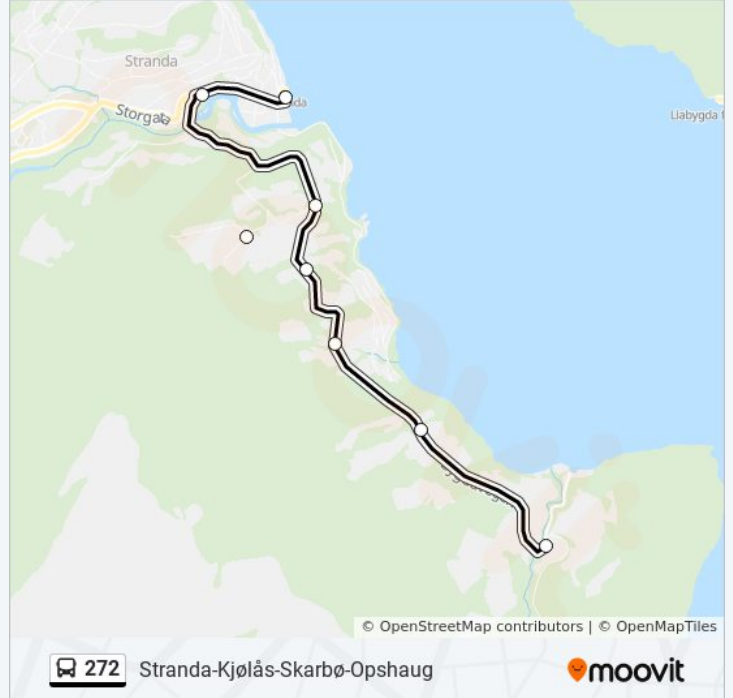 Stranda
Storgata
Liabygda f
© OpenStreetMap contributors | © OpenMapTiles
272 Stranda-Kjølås-Skarbø-Opshaug moovit